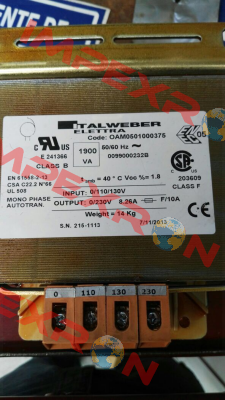 ITALWEBER
ELETTRA
Code: OAM0501000375
c UL us
E 241366
CLASS B
1900 VA
50/60 Hz
0099000232B
05
203609
CLASS F
EN 61558-2-13
CSA C22.2 N°66
UL 508
t amb = 40 ° C Vcc %= 1.8
INPUT: 0/110/130V
MONO PHASE
AUTOTRAN.
OUTPUT: 0/230V 8.26A F/10A
Weight = 14 Kg
S.N. 215-1113
7/11/2013
0 110 130 230
IMPEXRON